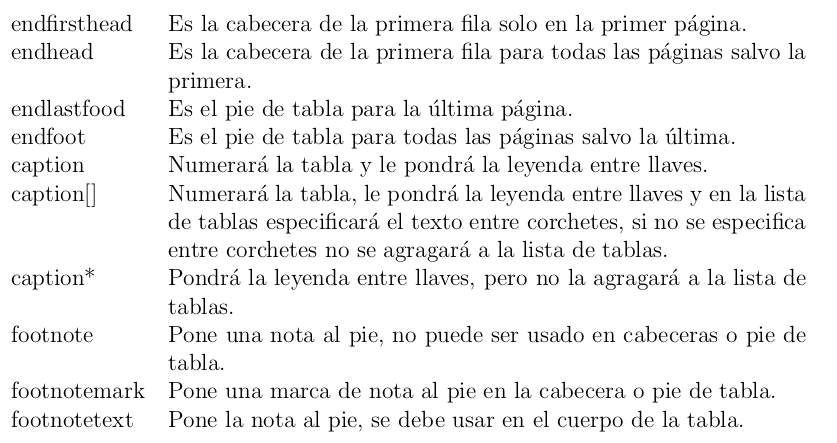 endfirsthead Es la cabecera de la primera fila solo en la primer página.
endhead Es la cabecera de la primera fila para todas las páginas salvo la
primera.
endlastfood Es el pie de tabla para la última página.
endfoot Es el pie de tabla para todas las páginas salvo la última.
caption Numerará la tabla y le pondrá la leyenda entre llaves.
caption[] Numerará la tabla, le pondrá la leyenda entre llaves y en la lista
de tablas especificará el texto entre corchetes, si no se especifica
entre corchetes no se agragará a la lista de tablas.
caption* Pondrá la leyenda entre llaves, pero no la agragará a la lista de
tablas.
footnote Pone una nota al pie, no puede ser usado en cabeceras o pie de
tabla.
footnotemark Pone una marca de nota al pie en la cabecera o pie de tabla.
footnotetext Pone la nota al pie, se debe usar en el cuerpo de la tabla.